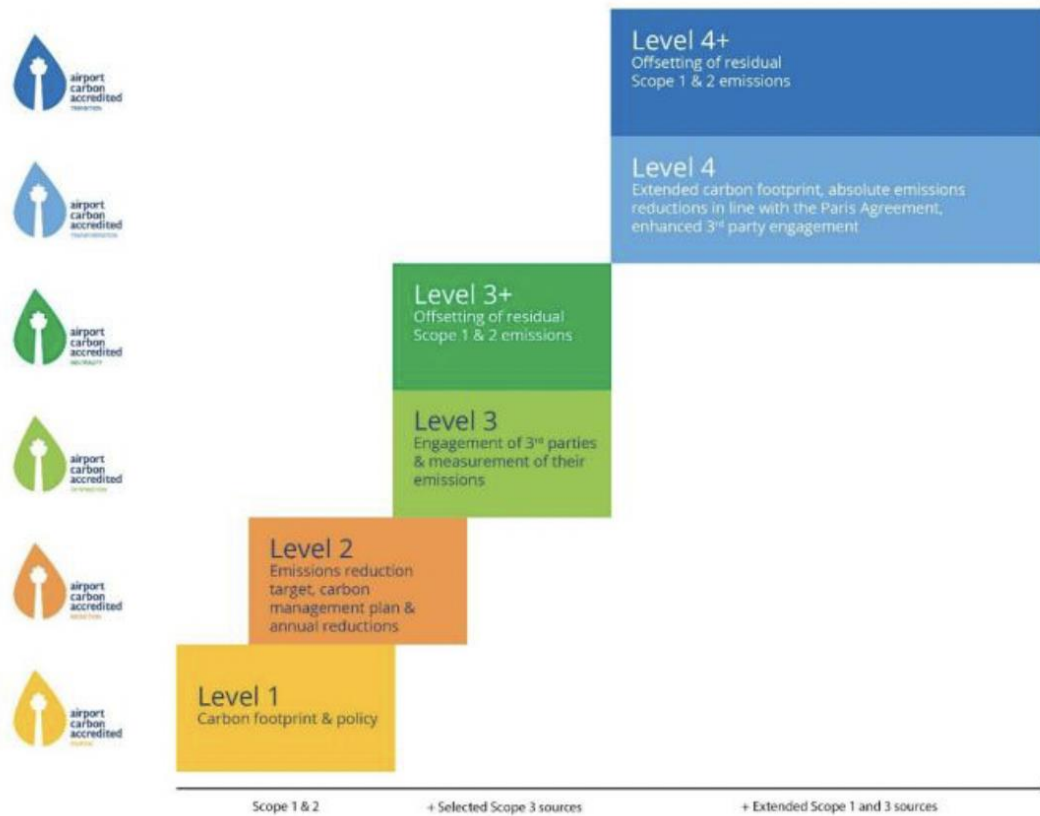 airport
carbon
accredited
TRANSITION
Level 4+
Offsetting of residual
Scope 1 & 2 emissions
airport
carbon
accredited
TRANSFORMATION
Level 4
Extended carbon footprint, absolute emissions
reductions in line with the Paris Agreement,
enhanced 3rd party engagement
airport
carbon
accredited
NEUTRALITY
Level 3+
Offsetting of residual
Scope 1 & 2 emissions
airport
carbon
accredited
Level 3
Engagement of 3rd parties
& measurement of their
emissions
airport
carbon
accredited
REDUCTION
Level 2
Emissions reduction
target, carbon
management plan &
annual reductions
airport
carbon
accredited
Level 1
Carbon footprint & policy
Scope 1 & 2
+ Selected Scope 3 sources
+ Extended Scope 1 and 3 sources